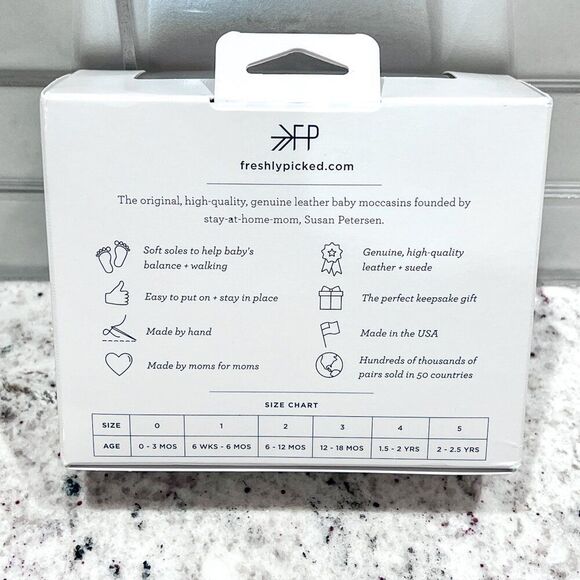 FP
freshlypicked.com
The original, high-quality, genuine leather baby moccasins founded by
stay-at-home-mom, Susan Petersen.
Soft soles to help baby's
balance + walking
Easy to put on + stay in place
Made by hand
Made by moms for moms
Genuine, high-quality
leather + suede
The perfect keepsake gift
Made in the USA
Hundreds of thousands of
pairs sold in 50 countries
SIZE CHART
SIZE 0 1 2 3 4 5
AGE 0 - 3 MOS 6 WKS - 6 MOS 6 - 12 MOS 12 - 18 MOS 1.5 - 2 YRS 2 - 2.5 YRS